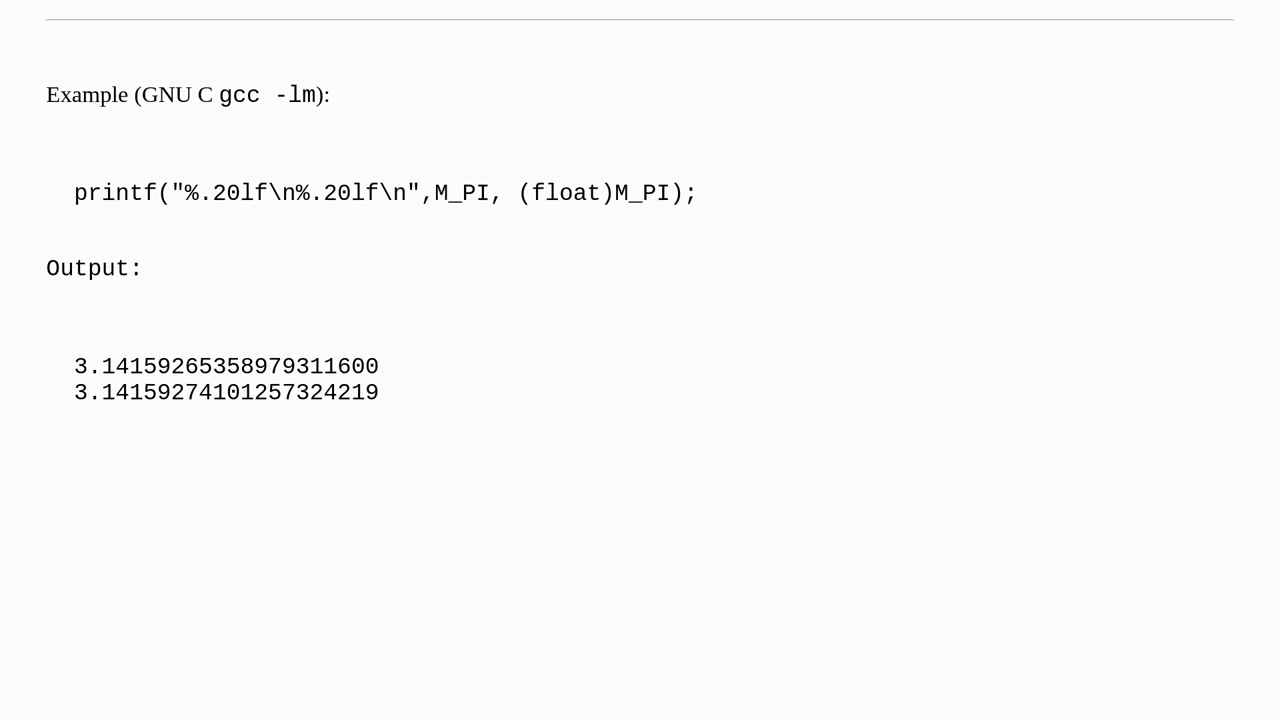 Example (GNU C gcc -lm):
printf("%.20lf\n%.20lf\n",M_PI, (float)M_PI);
Output:
3.14159265358979311600
3.14159274101257324219